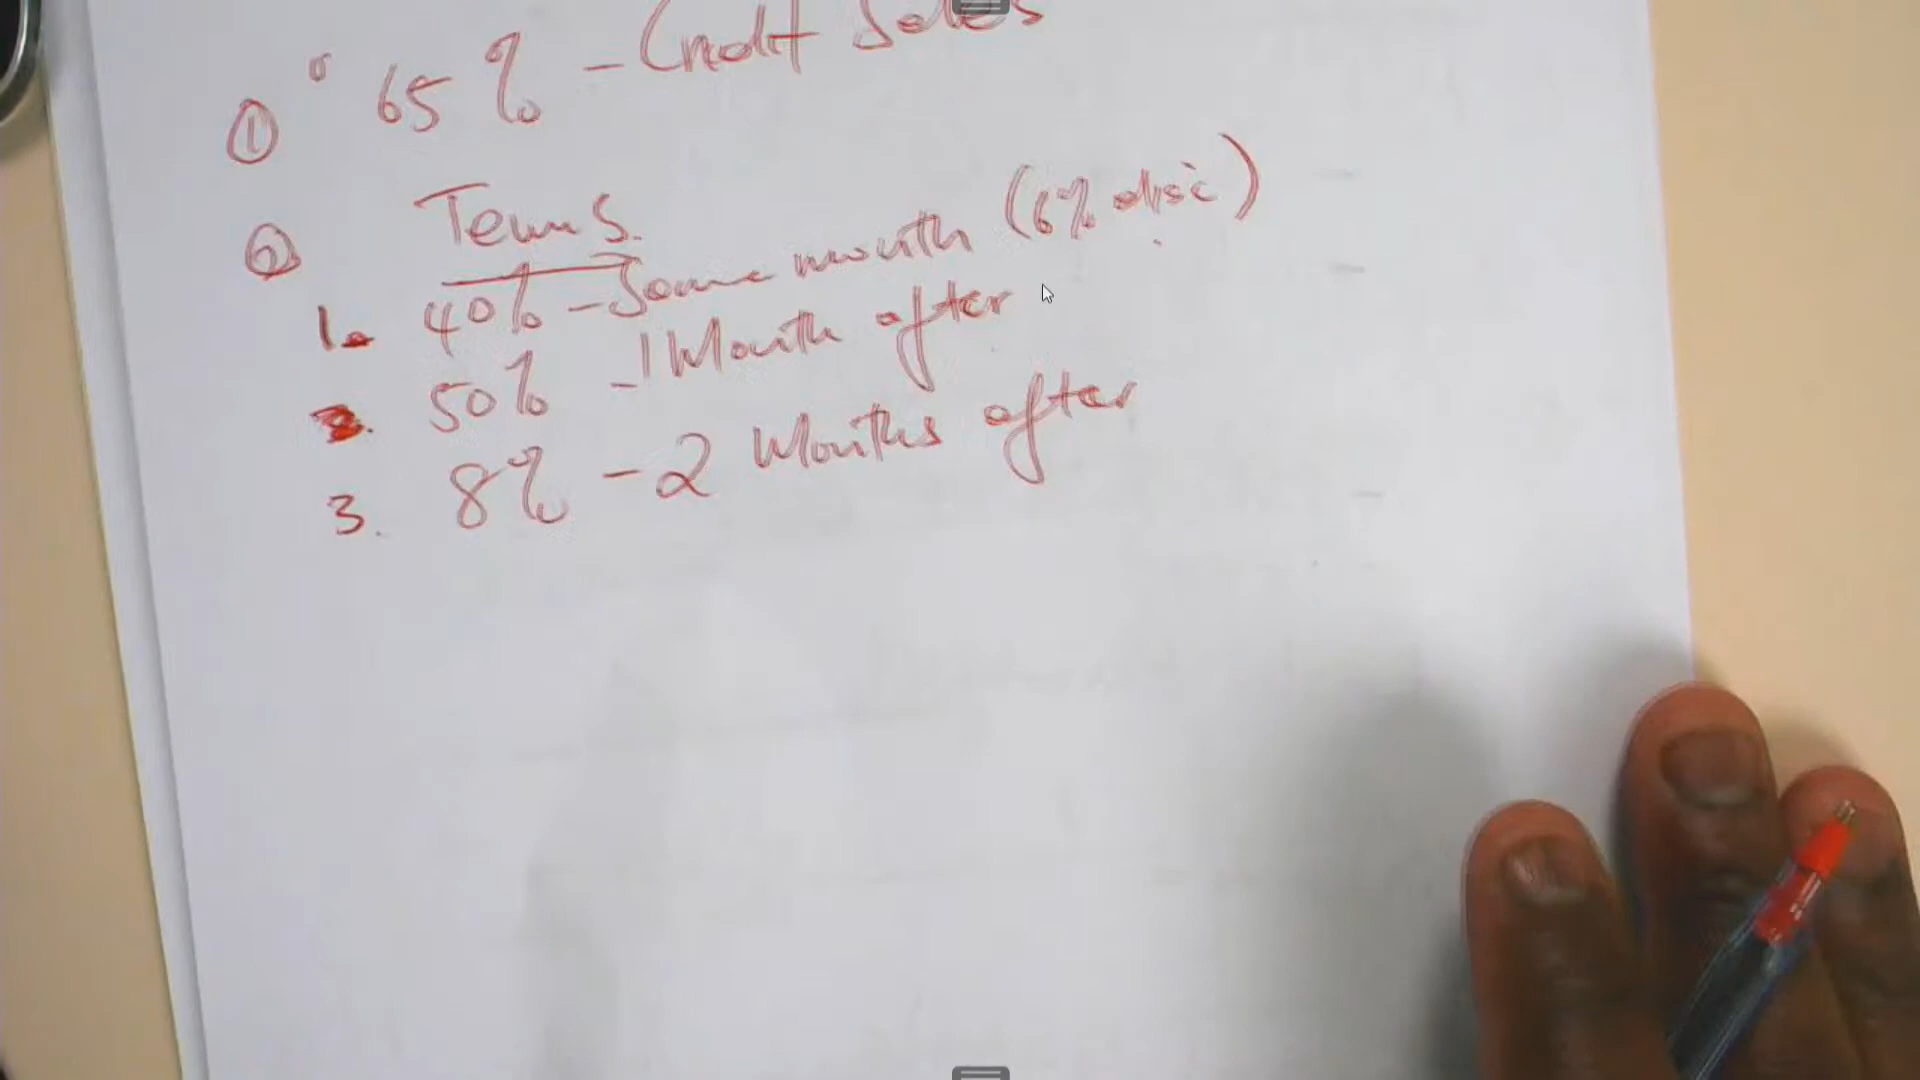 ① 65% - Credit Sales
② Terms
1. 40% - Same month (6% disc)
2. 50% - 1 Month after
3. 8% - 2 Months after